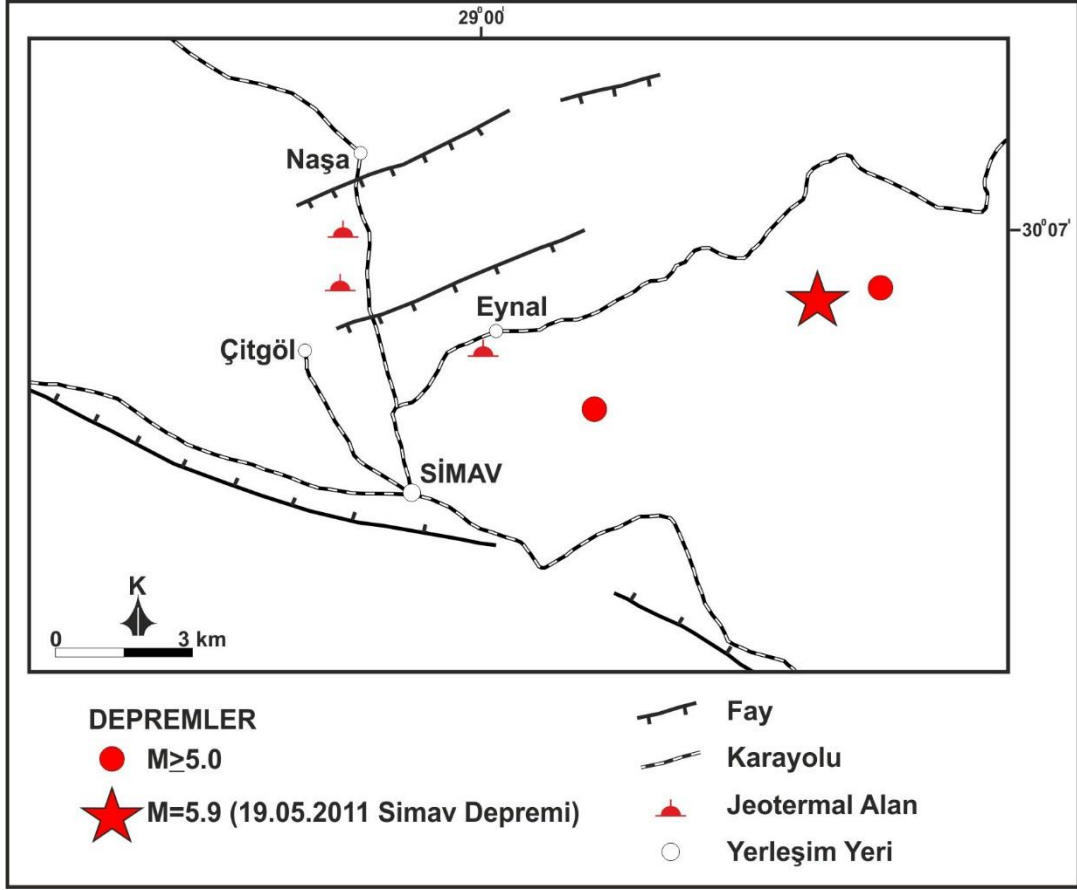 29°00'
Naşa
30°07'
Eynal
Çitgöl
SİMAV
K
0 3 km
DEPREMLER
M≥5.0
M=5.9 (19.05.2011 Simav Depremi)
Fay
Karayolu
Jeotermal Alan
Yerleşim Yeri